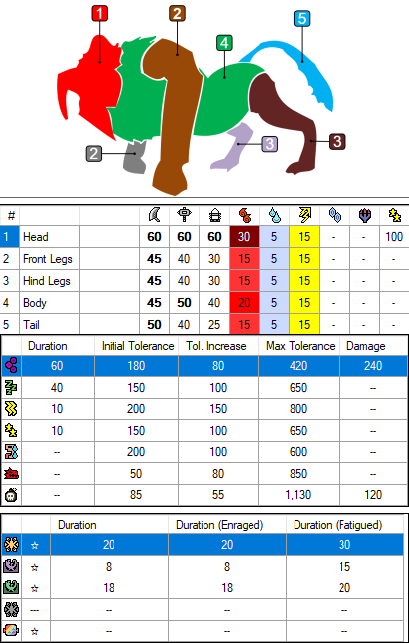 1
2
5
4
2
3
3
#
1 Head 60 60 60 30 5 15 - - 100
2 Front Legs 45 40 30 15 5 15 - - -
3 Hind Legs 45 40 30 15 5 15 - - -
4 Body 45 50 40 20 5 15 - - -
5 Tail 50 40 25 15 5 15 - - -
Duration Initial Tolerance Tol. Increase Max Tolerance Damage
60 180 80 420 240
40 150 100 650 --
10 200 150 800 --
10 150 100 650 --
-- 200 100 600 --
-- 50 80 850 --
-- 85 55 1,130 120
Duration Duration (Enraged) Duration (Fatigued)
☆ 20 20 30
☆ 8 8 15
☆ 18 18 20
--- -- -- --
☆ -- -- --